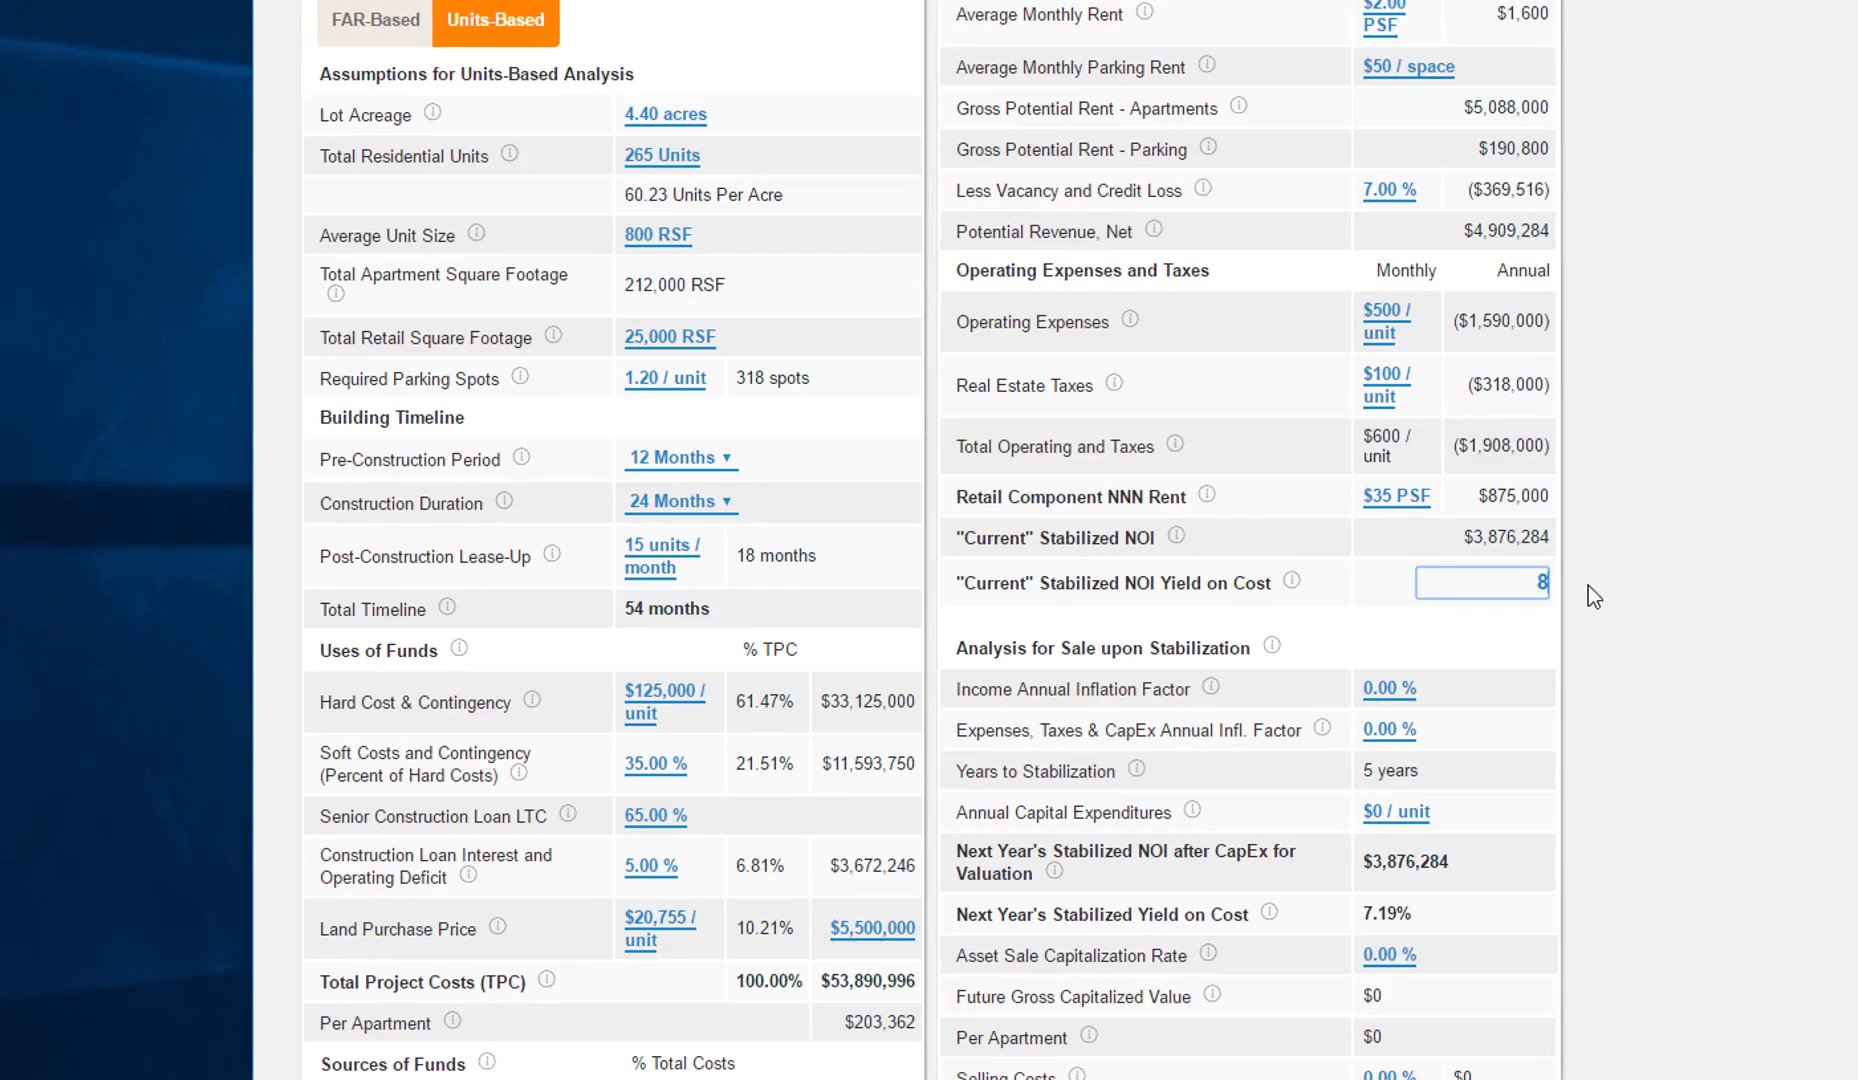 FAR-Based Units-Based
Assumptions for Units-Based Analysis
Lot Acreage 4.40 acres
Total Residential Units 265 Units
60.23 Units Per Acre
Average Unit Size 800 RSF
Total Apartment Square Footage 212,000 RSF
Total Retail Square Footage 25,000 RSF
Required Parking Spots 1.20 / unit 318 spots
Building Timeline
Pre-Construction Period 12 Months
Construction Duration 24 Months
Post-Construction Lease-Up 15 units / month 18 months
Total Timeline 54 months
Uses of Funds % TPC
Hard Cost & Contingency $125,000 / unit 61.47% $33,125,000
Soft Costs and Contingency
(Percent of Hard Costs) 35.00 % 21.51% $11,593,750
Senior Construction Loan LTC 65.00 %
Construction Loan Interest and
Operating Deficit 5.00 % 6.81% $3,672,246
Land Purchase Price $20,755 / unit 10.21% $5,500,000
Total Project Costs (TPC) 100.00% $53,890,996
Per Apartment $203,362
Sources of Funds % Total Costs
Average Monthly Rent $2.00 PSF $1,600
Average Monthly Parking Rent $50 / space
Gross Potential Rent - Apartments $5,088,000
Gross Potential Rent - Parking $190,800
Less Vacancy and Credit Loss 7.00 % ($369,516)
Potential Revenue, Net $4,909,284
Operating Expenses and Taxes Monthly Annual
Operating Expenses $500 / unit ($1,590,000)
Real Estate Taxes $100 / unit ($318,000)
Total Operating and Taxes $600 / unit ($1,908,000)
Retail Component NNN Rent $35 PSF $875,000
"Current" Stabilized NOI $3,876,284
"Current" Stabilized NOI Yield on Cost 8
Analysis for Sale upon Stabilization
Income Annual Inflation Factor 0.00 %
Expenses, Taxes & CapEx Annual Infl. Factor 0.00 %
Years to Stabilization 5 years
Annual Capital Expenditures $0 / unit
Next Year's Stabilized NOI after CapEx for
Valuation $3,876,284
Next Year's Stabilized Yield on Cost 7.19%
Asset Sale Capitalization Rate 0.00 %
Future Gross Capitalized Value $0
Per Apartment $0
Selling Costs 0.00 % $0